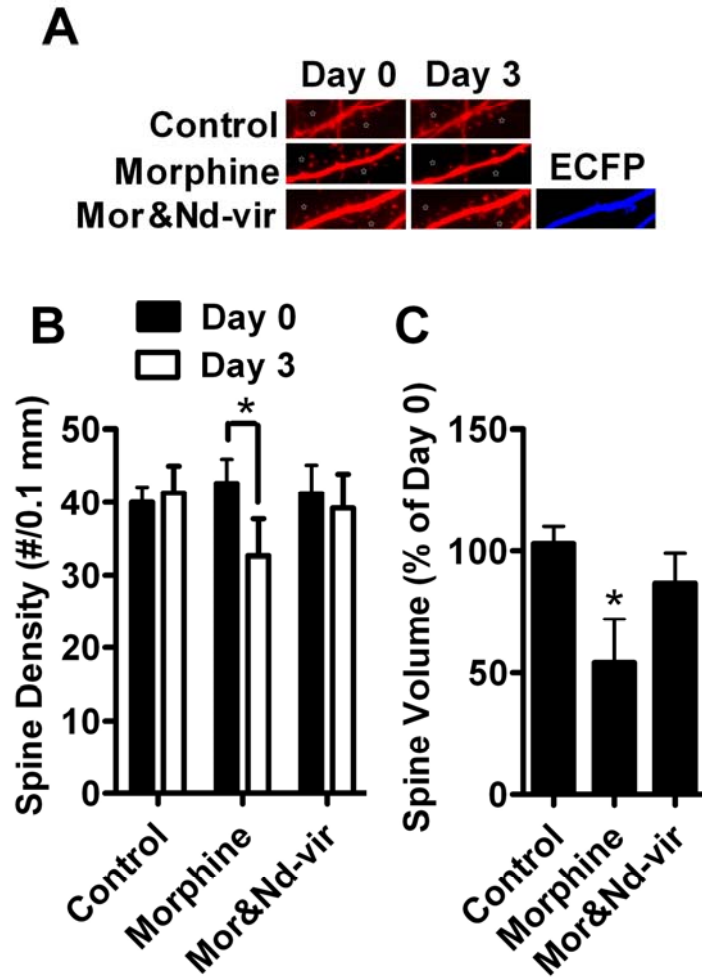 A
Day 0 Day 3
Control
Morphine ECFP
Mor&Nd-vir
B
Day 0
Day 3
*
Spine Density (#/0.1 mm)
50
40
30
40
10
0
Control
Morphine
Mor&Nd-vir
C
Spine Volume (% of Day 0)
150
100
50
0
*
Control
Morphine
Mor&Nd-vir